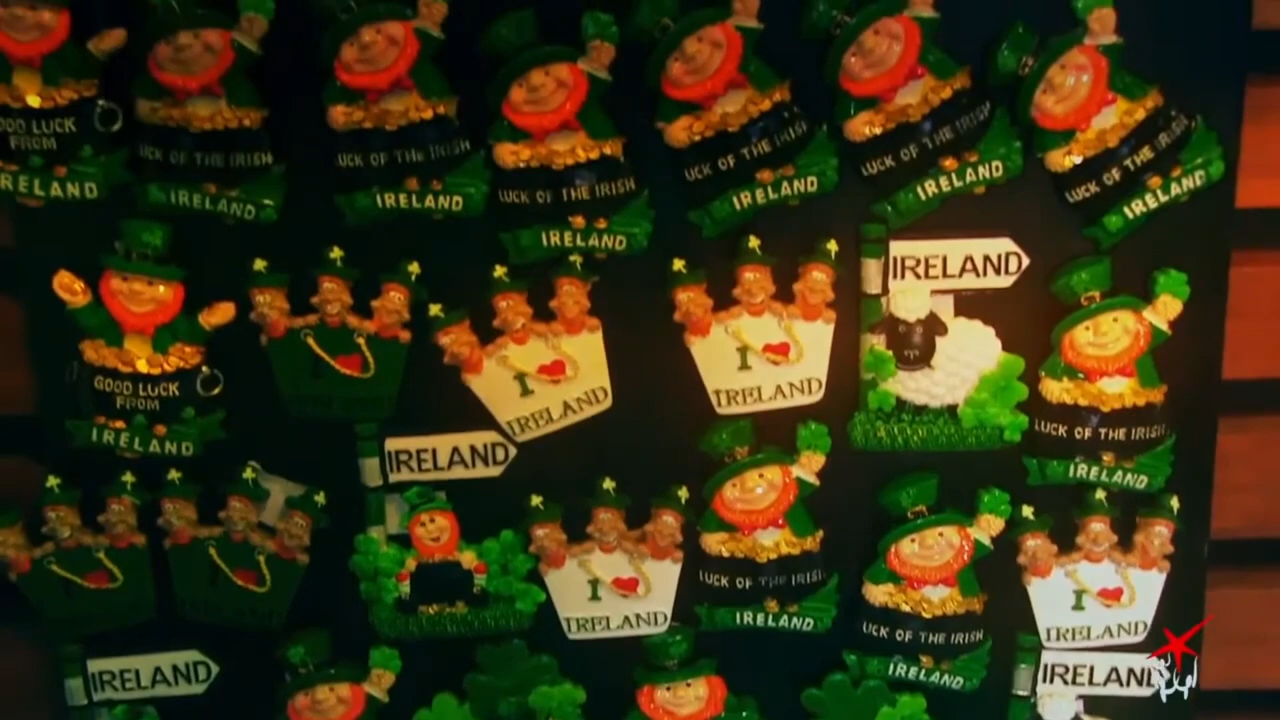 GOOD LUCK
FROM
IRELAND
LUCK OF THE IRISH
IRELAND
LUCK OF THE IRISH
IRELAND
LUCK OF THE IRISH
IRELAND
LUCK OF THE IRISH
IRELAND
LUCK OF THE IRISH
IRELAND
LUCK OF THE IRISH
IRELAND
GOOD LUCK
FROM
IRELAND
I
I
IRELAND
I
IRELAND
IRELAND
LUCK OF THE IRISH
IRELAND
IRELAND
I
IRELAND
LUCK OF THE IRISH
IRELAND
LUCK OF THE IRISH
IRELAND
I
IRELAND
IRELAND
IRELAND